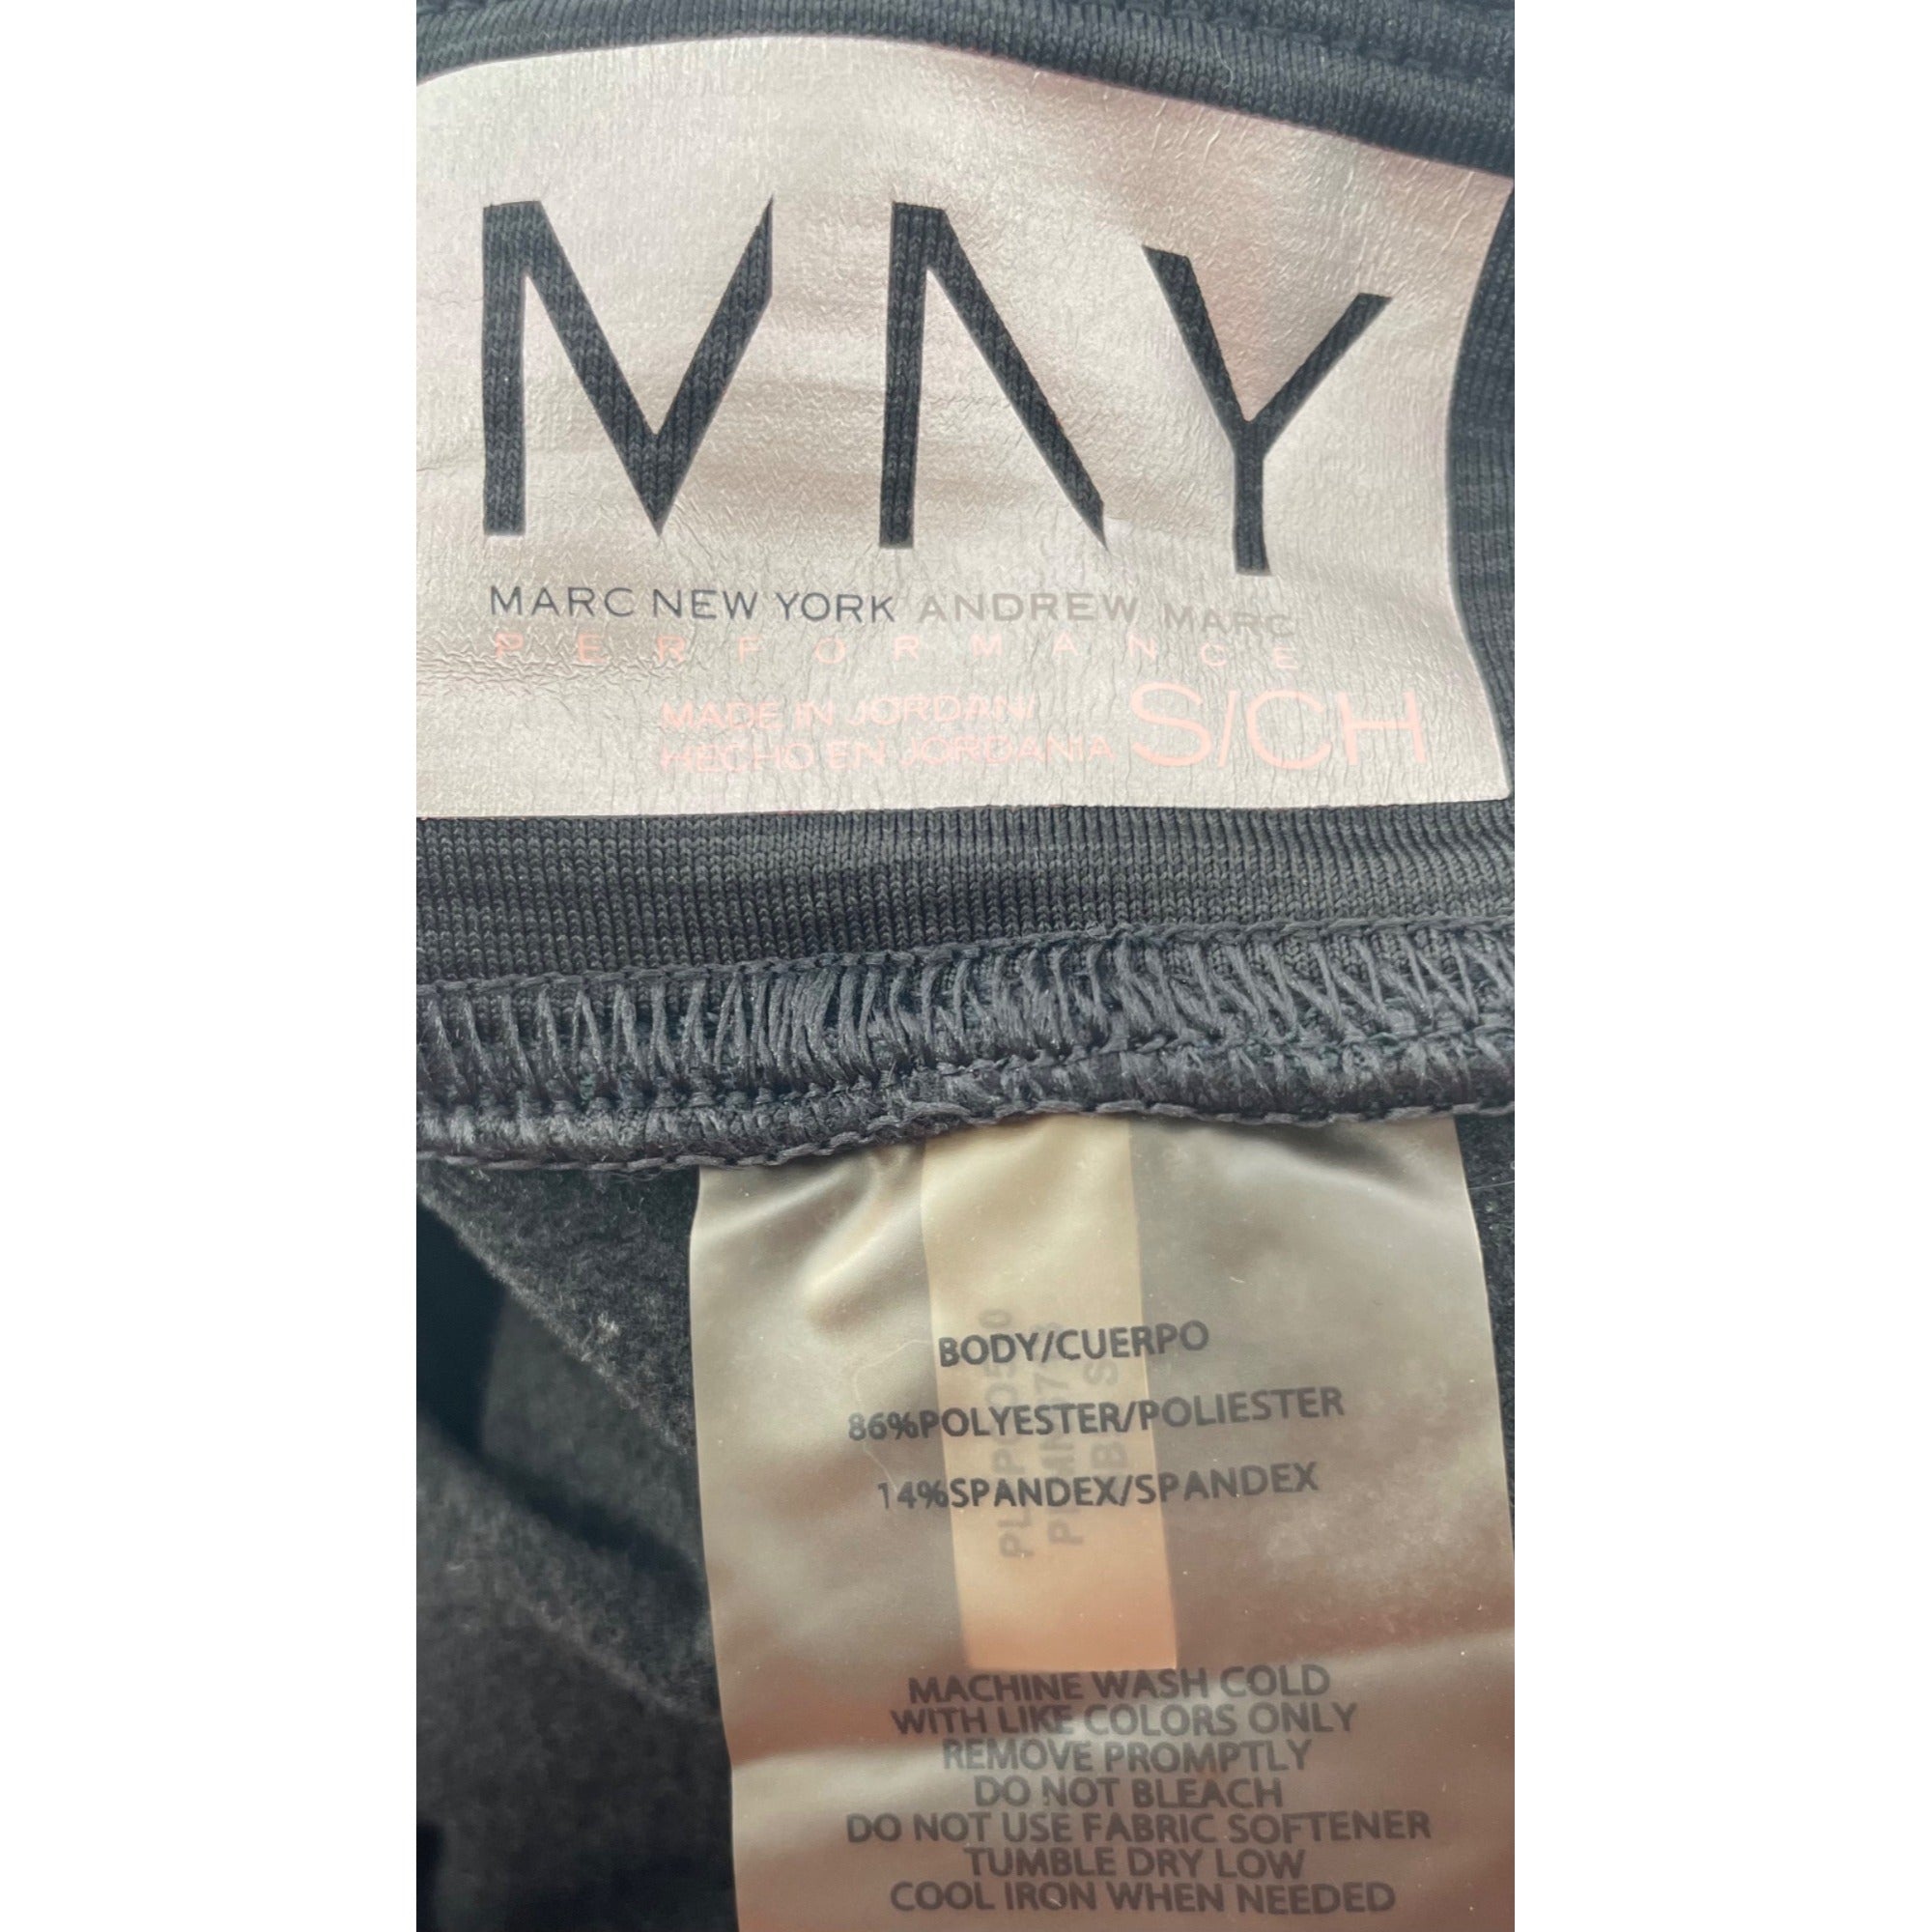 MNY
MARC NEW YORK ANDREW MARC
PERFORMANCE
MADE IN JORDAN/
HECHO EN JORDANIA
S/CH
BODY/CUERPO
86%POLYESTER/POLIESTER
14%SPANDEX/SPANDEX
MACHINE WASH COLD
WITH LIKE COLORS ONLY
REMOVE PROMPTLY
DO NOT BLEACH
DO NOT USE FABRIC SOFTENER
TUMBLE DRY LOW
COOL IRON WHEN NEEDED